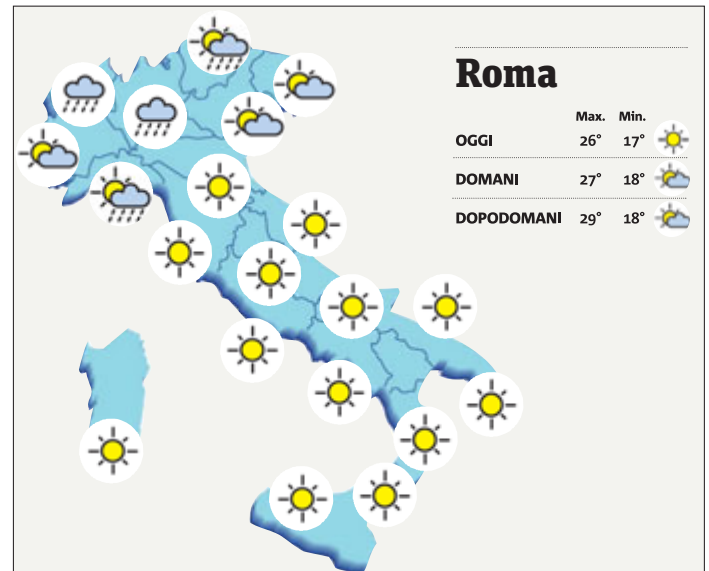 Roma
Max. Min.
OGGI 26° 17°
DOMANI 27° 18°
DOPODOMANI 29° 18°